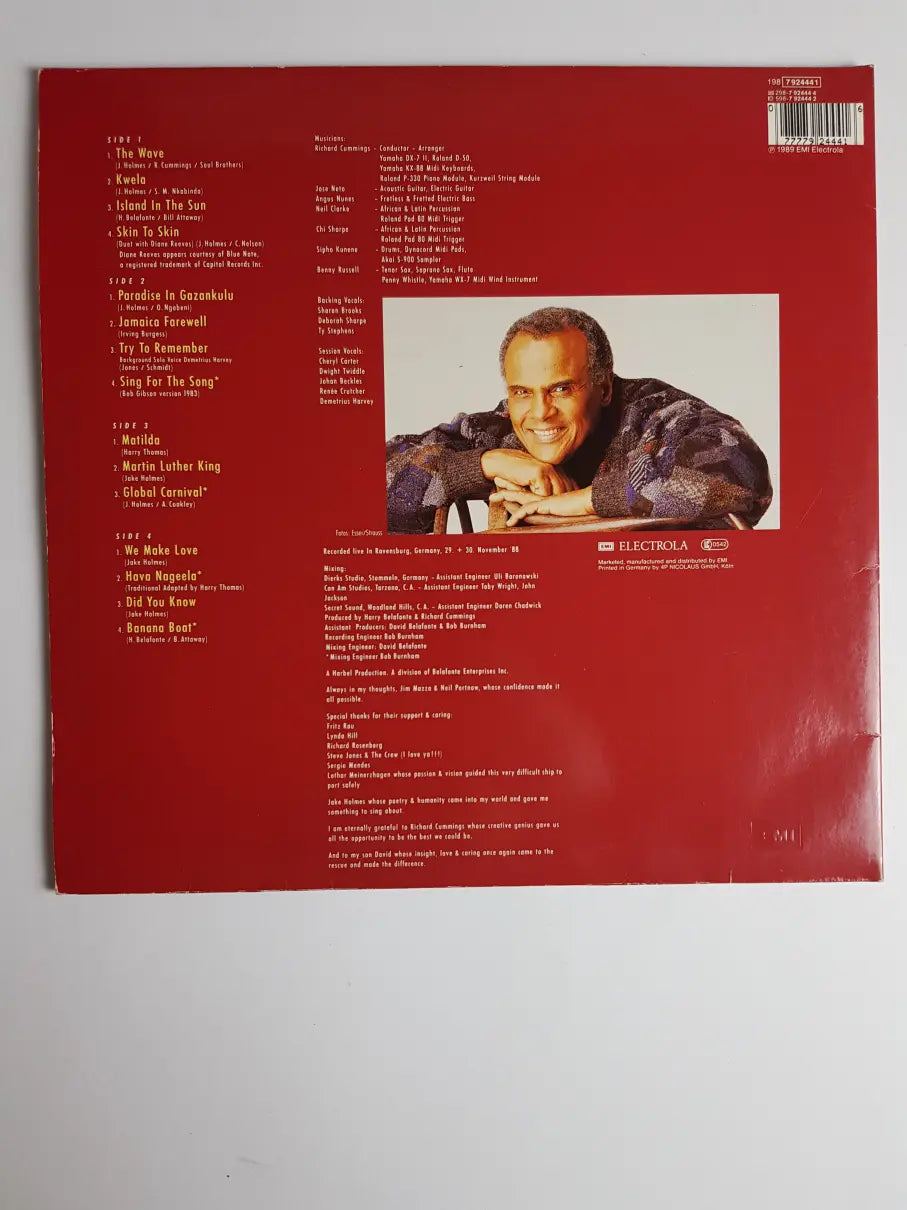 198 7924441
298-7 92444 4
598-7 92444 2
0 77779 24441 6
℗ 1989 EMI Electrola
SIDE 1
1. The Wave
(J. Holmes / R. Cummings / Soul Brothers)
2. Kwela
(J. Holmes / S. M. Nkabinda)
3. Island In The Sun
(H. Belafonte / Bill Attaway)
4. Skin To Skin
(Duet with Diane Reeves) (J. Holmes / C. Nelson)
Diane Reeves appears courtesy of Blue Note,
a registered trademark of Capitol Records Inc.
SIDE 2
1. Paradise In Gazankulu
(J. Holmes / O. Ngobeni)
2. Jamaica Farewell
(Irving Burgess)
3. Try To Remember
Background Solo Voice Demetrius Harvey
(Jones / Schmidt)
4. Sing For The Song*
(Bob Gibson version 1983)
SIDE 3
1. Matilda
(Harry Thomas)
2. Martin Luther King
(Jake Holmes)
3. Global Carnival*
(J. Holmes / A. Coakley)
SIDE 4
1. We Make Love
(Jake Holmes)
2. Hava Nageela*
(Traditional Adapted by Harry Thomas)
3. Did You Know
(Jake Holmes)
4. Banana Boat*
(H. Belafonte / B. Attaway)
Musicians:
Richard Cummings - Conductor - Arranger
Yamaha DX-7 II, Roland D-50,
Yamaha KX-88 Midi Keyboards,
Roland P-330 Piano Module, Kurzweil String Module
Jose Neto - Acoustic Guitar, Electric Guitar
Angus Nunes - Fretless & Fretted Electric Bass
Neil Clarke - African & Latin Percussion
Roland Pad 80 Midi Trigger
Chi Sharpe - African & Latin Percussion
Roland Pad 80 Midi Trigger
Sipho Kunene - Drums, Dynacord Midi Pads,
Akai S-900 Sampler
Benny Russell - Tenor Sax, Soprano Sax, Flute
Penny Whistle, Yamaha WX-7 Midi Wind Instrument
Backing Vocals:
Sharon Brooks
Deborah Sharpe
Ty Stephens
Session Vocals:
Cheryl Carter
Dwight Twiddle
Johan Beckles
Renée Crutcher
Demetrius Harvey
Fotos: Esser/Strauss
Recorded live in Ravensburg, Germany, 29. + 30. November '88
EMI ELECTROLA 0542
Marketed, manufactured and distributed by EMI
Printed in Germany by 4P NICOLAUS GmbH, Köln
Mixing:
Dierks Studio, Stommeln, Germany - Assistant Engineer Uli Baronowski
Can Am Studios, Tarzana, C.A. - Assistant Engineer Toby Wright, John
Jackson
Secret Sound, Woodland Hills, C.A. - Assistant Engineer Daren Chadwick
Produced by Harry Belafonte & Richard Cummings
Assistant Producers: David Belafonte & Bob Burnham
Recording Engineer Bob Burnham
Mixing Engineer: David Belafonte
*Mixing Engineer Bob Burnham
A Harbel Production. A division of Belafonte Enterprises Inc.
Always in my thoughts, Jim Mazza & Neil Portnow, whose confidence made it
all possible.
Special thanks for their support & caring:
Fritz Rau
Lynda Hill
Richard Rosenberg
Steve Jones & The Crew (I love ya!!!)
Sergio Mendes
Lothar Meinerzhagen whose passion & vision guided this very difficult ship to
port safely
Jake Holmes whose poetry & humanity came into my world and gave me
something to sing about.
I am eternally grateful to Richard Cummings whose creative genius gave us
all the opportunity to be the best we could be.
And to my son David whose insight, love & caring once again came to the
rescue and made the difference.
EMI